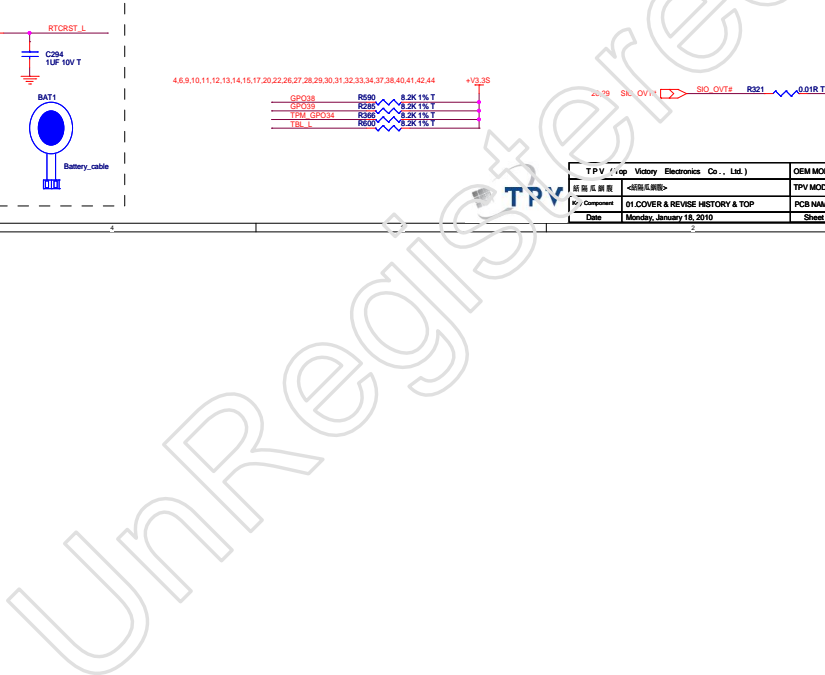 RTCRST_L
C294
1UF 10V T
BAT1
Battery_cable
4,6,9,10,11,12,13,14,15,17,20,22,26,27,28,29,30,31,32,33,34,37,38,40,41,42,44
+V3.3S
GPO38 R590 8.2K 1% T
GPO39 R285 8.2K 1% T
TPM_GPO34 R366 8.2K 1% T
TBL_L R600 8.2K 1% T
SIO_OVT# R321 0.01R T
TPV
T P V ( Top Victory Electronics Co . , Ltd. )
OEM MOD
TPV MOD
Key Component
01.COVER & REVISE HISTORY & TOP
PCB NAM
Date
Monday, January 18, 2010
Sheet
4
2
UnRegistere